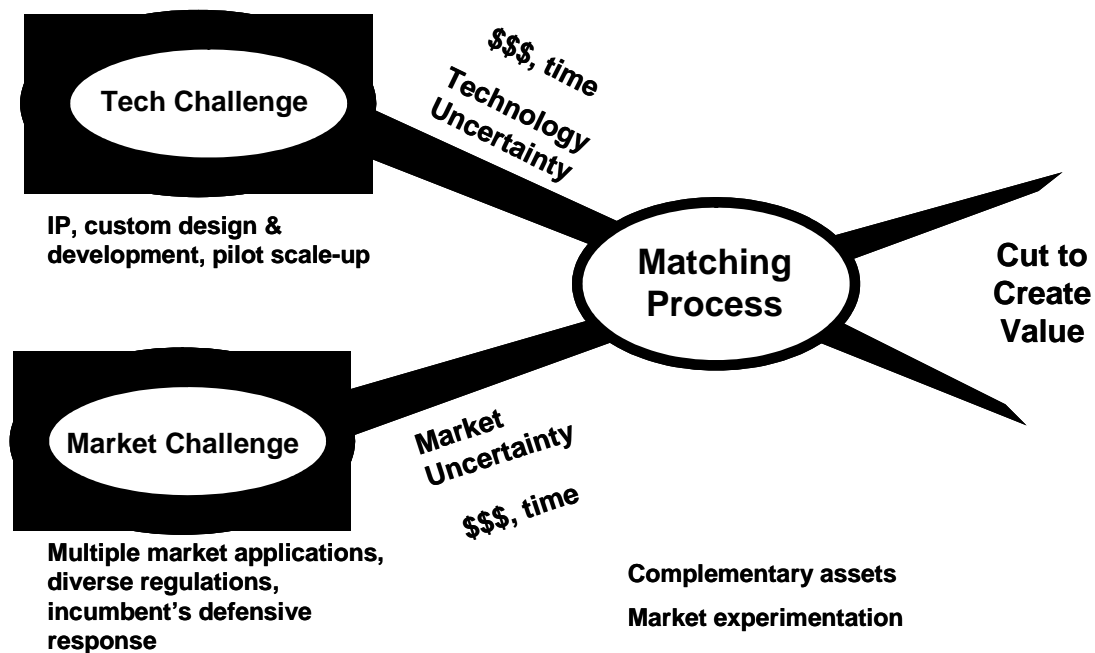 $$$, time
Technology
Uncertainty
Tech Challenge
IP, custom design &
development, pilot scale-up
Matching
Process
Cut to
Create
Value
Market Challenge
Market
Uncertainty
$$$, time
Multiple market applications,
diverse regulations,
incumbent's defensive
response
Complementary assets
Market experimentation